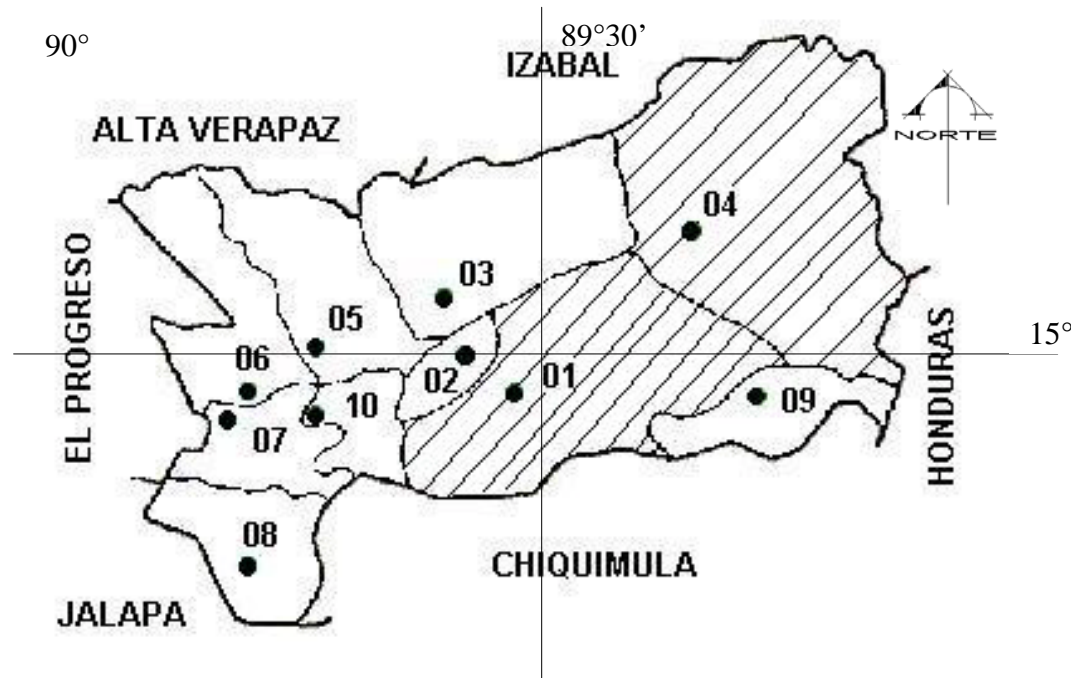 90°
89°30’
IZABAL
ALTA VERAPAZ
NORTE
04
EL PROGRESO
03
05
15°
06
02
01
09
10
07
HONDURAS
08
CHIQUIMULA
JALAPA